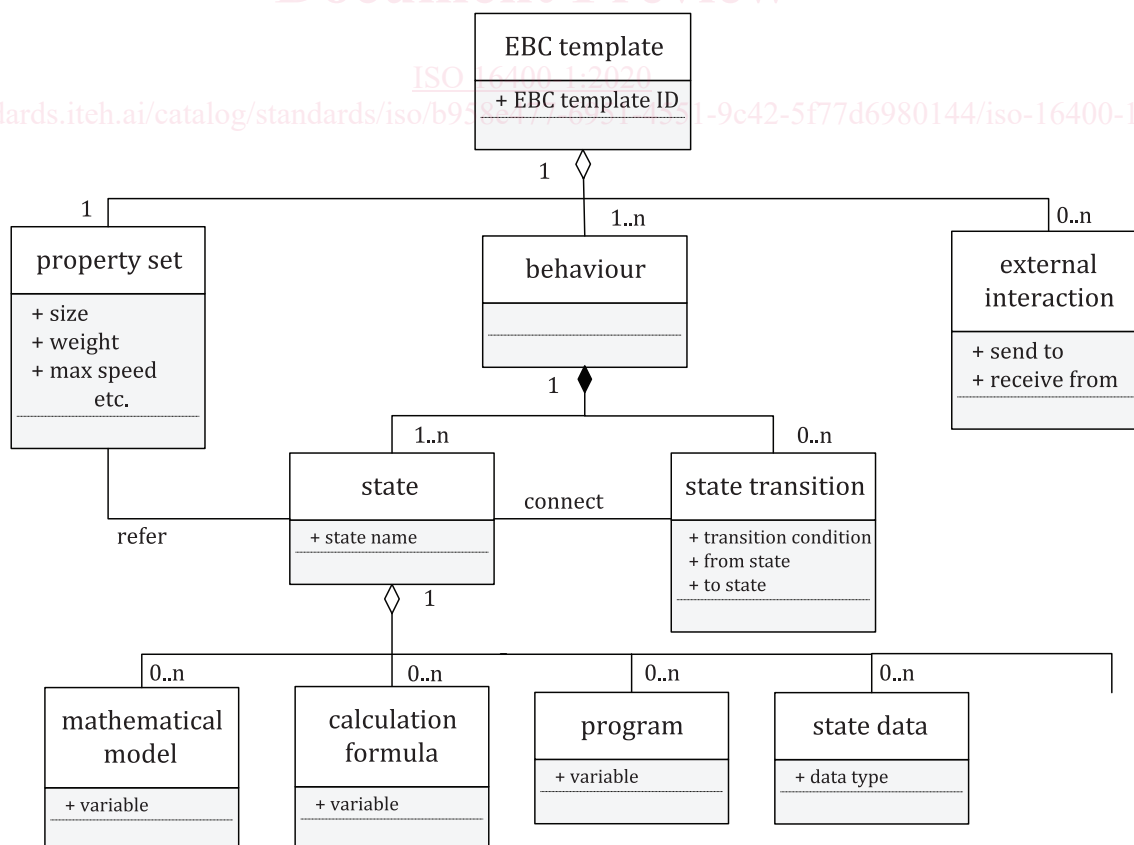 Document Preview
EBC template
ISO 16400-1:2020
+ EBC template ID
1
1
1..n
0..n
property set
behaviour
external
interaction
+ size
+ weight
+ max speed
etc.
+ send to
+ receive from
1
1..n
0..n
state
connect
state transition
refer
+ state name
+ transition condition
+ from state
+ to state
1
0..n
0..n
0..n
0..n
mathematical
model
calculation
formula
program
state data
+ variable
+ variable
+ variable
+ data type